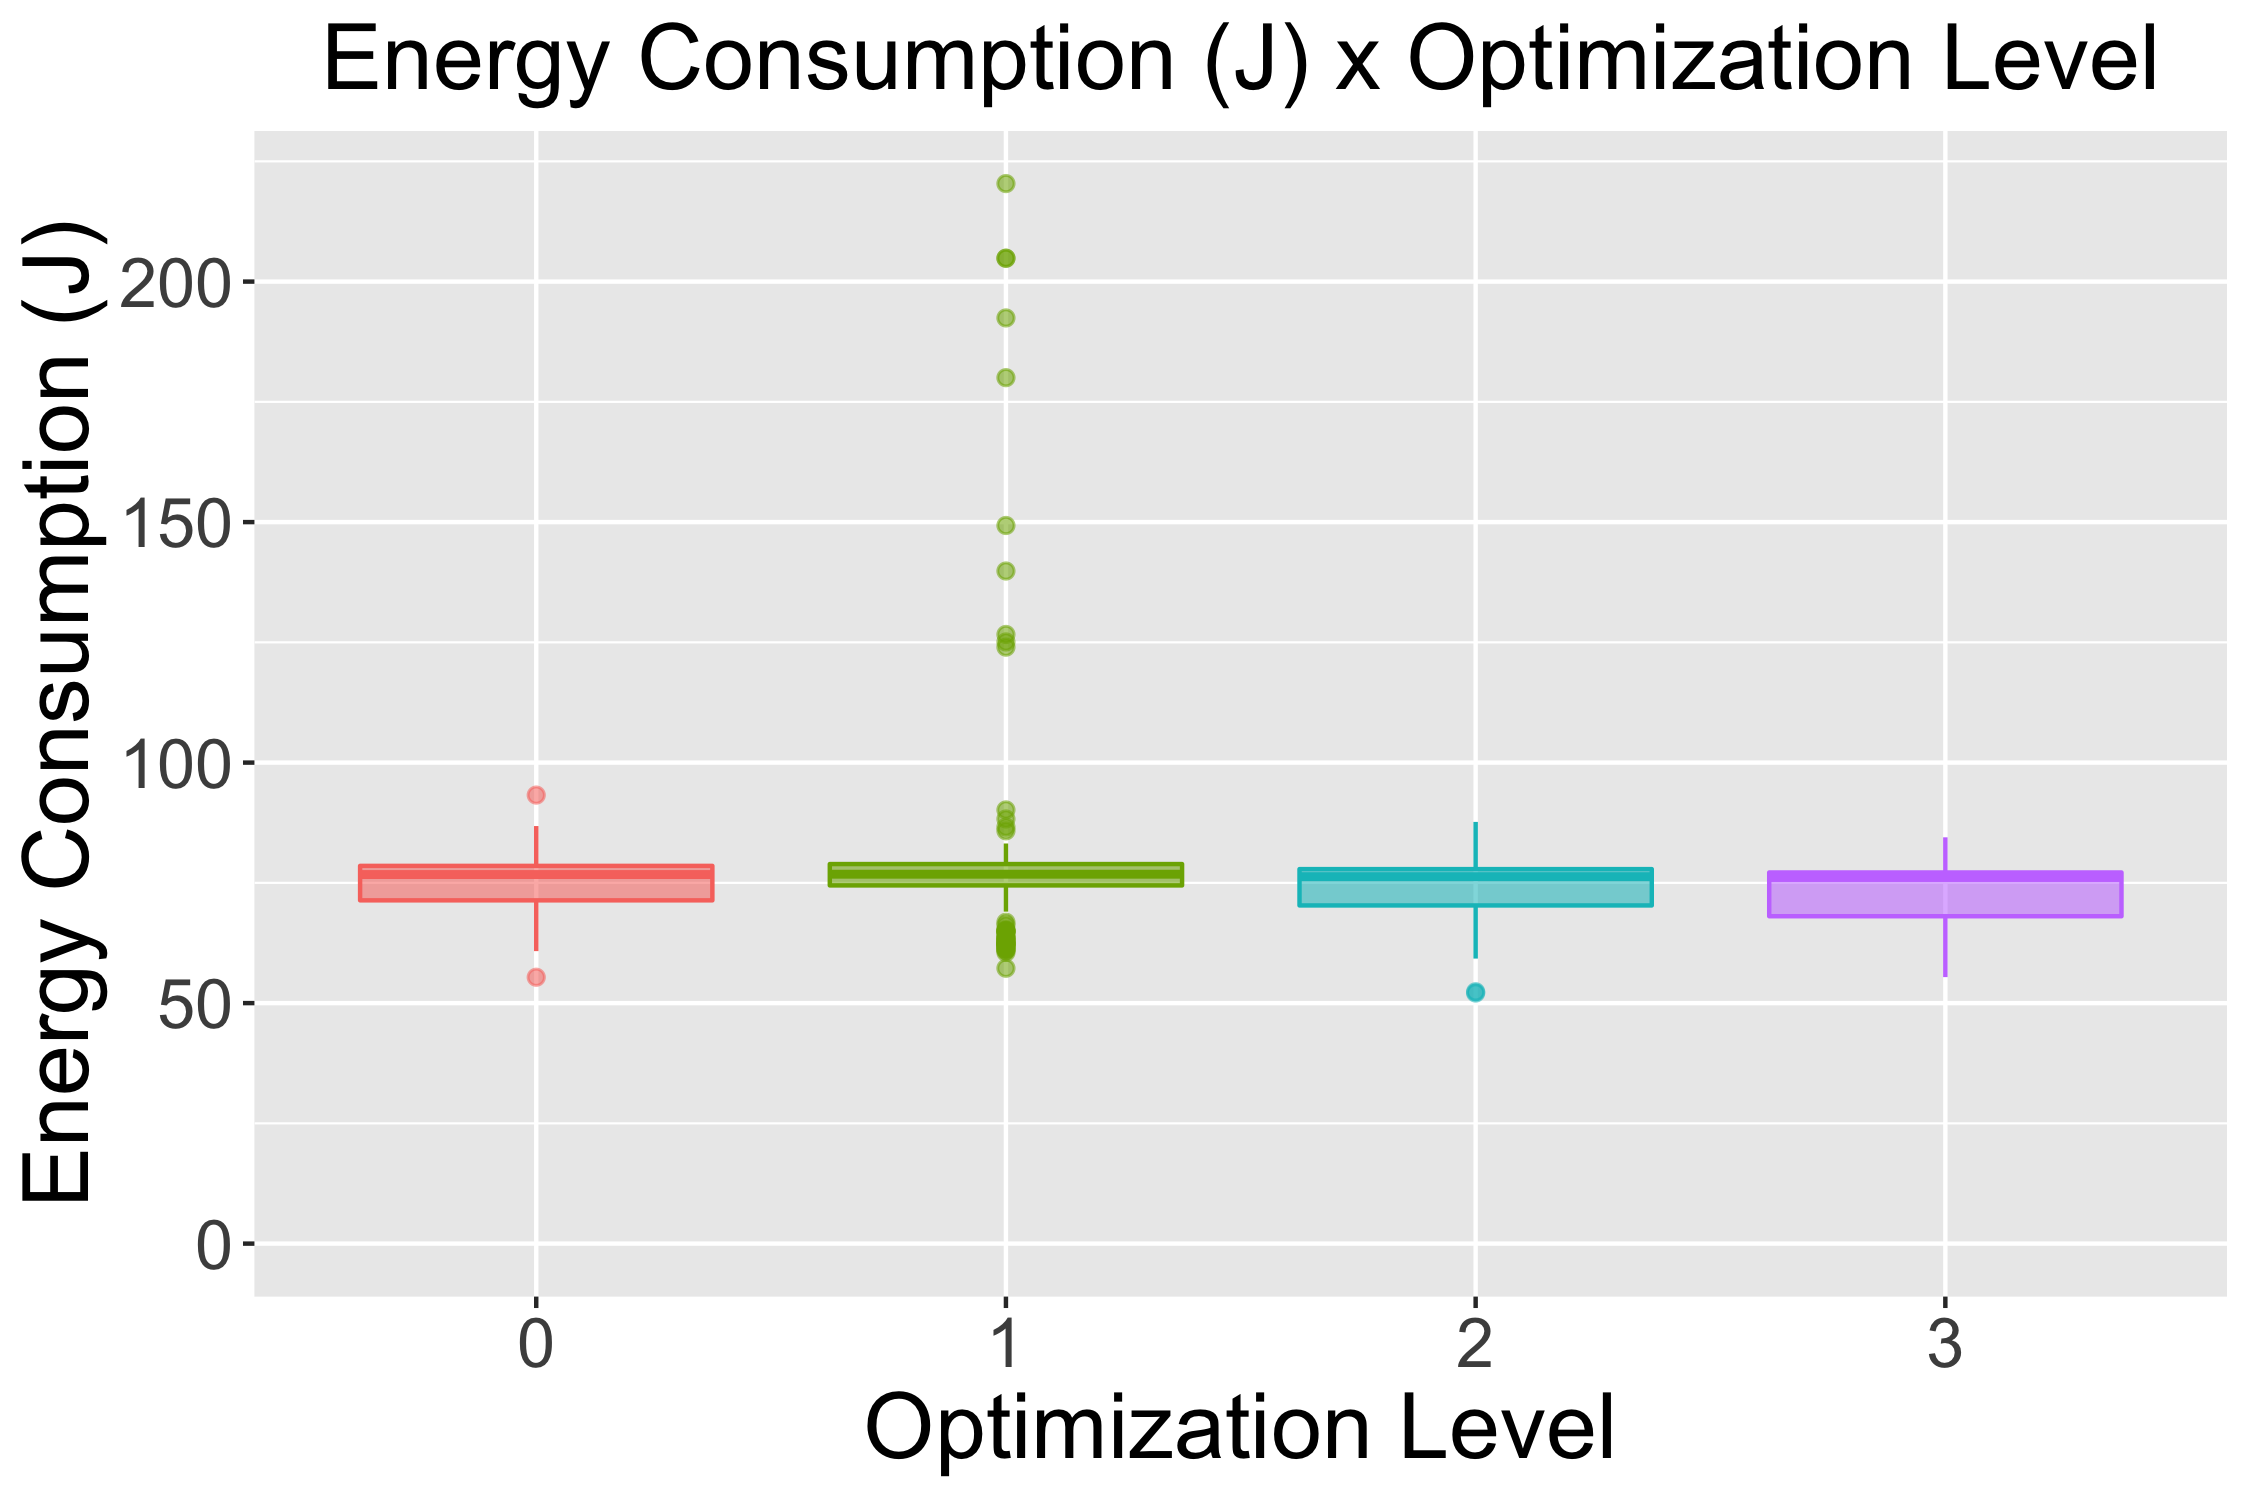 Energy Consumption (J) x Optimization Level
Energy Consumption (J)
200
150
100
50
0
0 1 2 3
Optimization Level